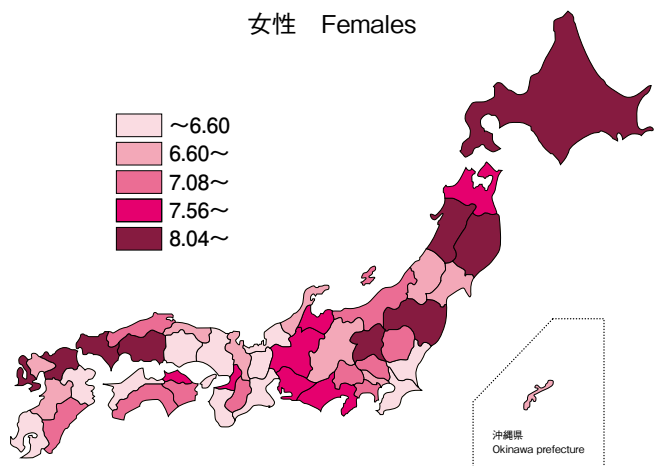 女性　Females
～6.60
6.60～
7.08～
7.56～
8.04～
沖縄県
Okinawa prefecture